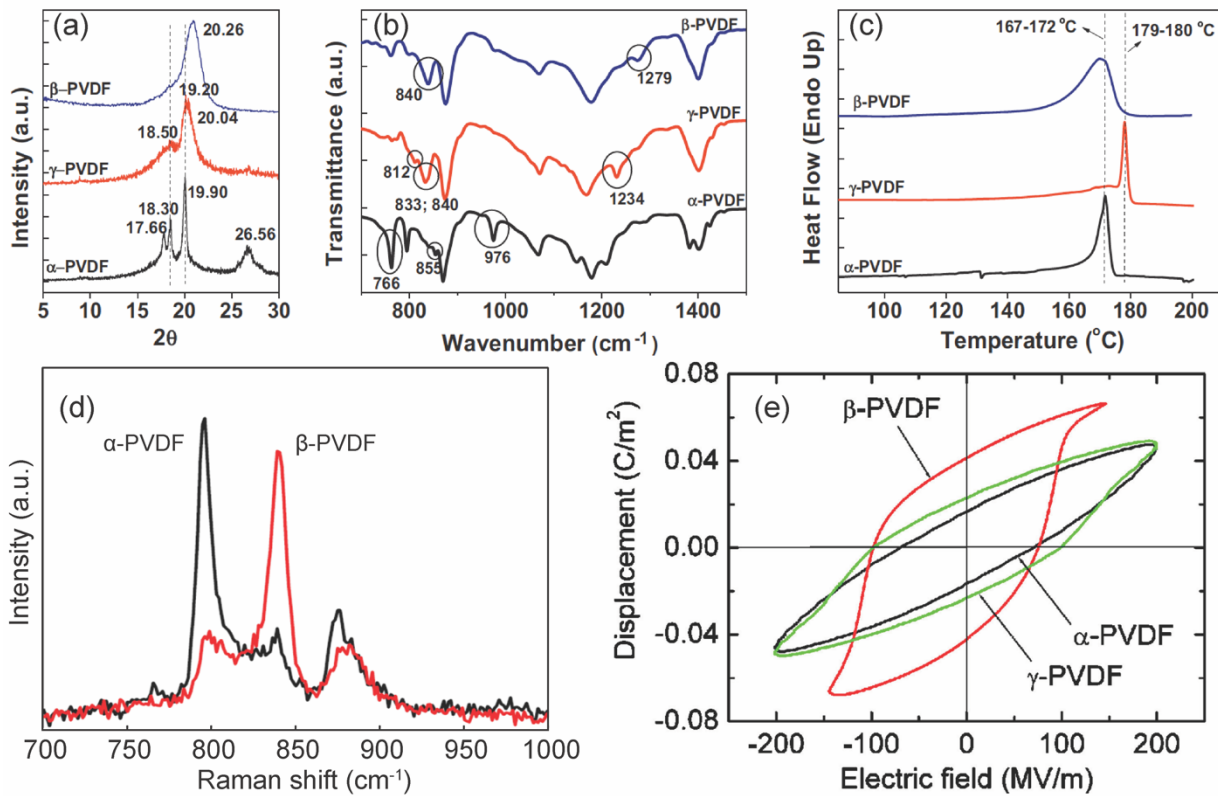 (a)
20.26
β–PVDF
19.20
20.04
18.50
γ–PVDF
19.90
18.30
17.66
26.56
α–PVDF
Intensity (a.u.)
5 10 15 20 25 30
2θ
(b)
β-PVDF
1279
840
γ-PVDF
812
833; 840
1234
α-PVDF
976
855
766
Transmittance (a.u.)
800 1000 1200 1400
Wavenumber (cm⁻¹)
(c)
167-172 °C
179-180 °C
β-PVDF
γ-PVDF
α-PVDF
Heat Flow (Endo Up)
100 120 140 160 180 200
Temperature (°C)
(d)
α-PVDF
β-PVDF
Intensity (a.u.)
700 750 800 850 900 950 1000
Raman shift (cm⁻¹)
(e)
β-PVDF
α-PVDF
γ-PVDF
Displacement (C/m²)
0.08
0.04
0.00
-0.04
-0.08
-200 -100 0 100 200
Electric field (MV/m)